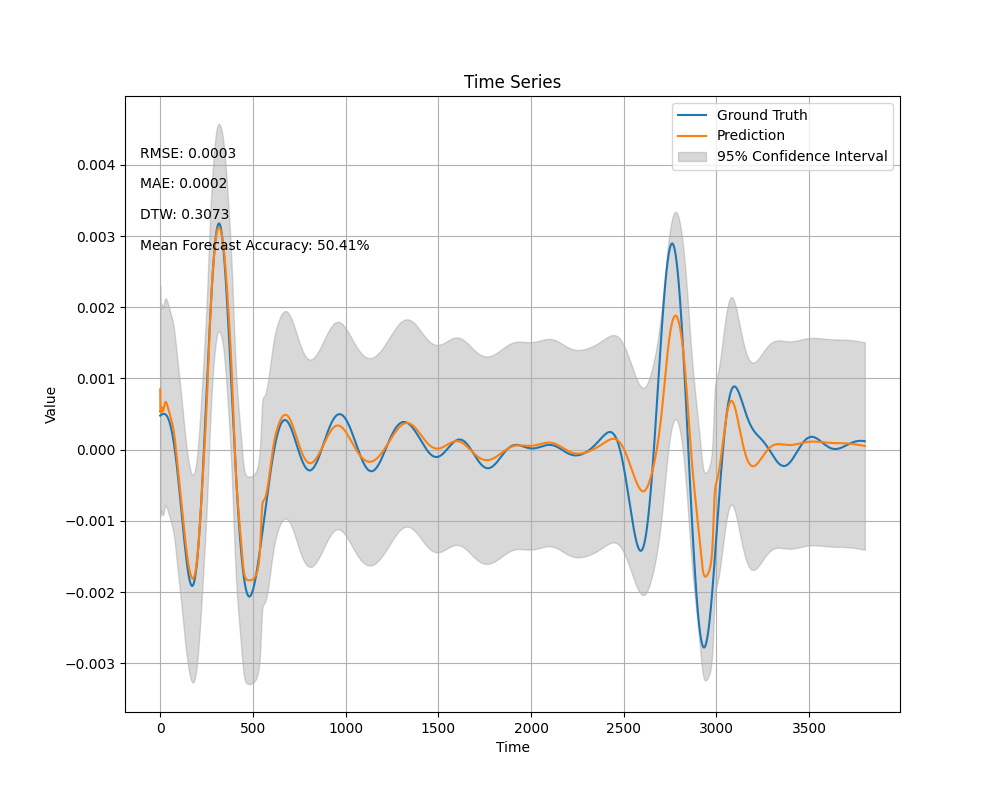 Time Series
Ground Truth
Prediction
95% Confidence Interval
RMSE: 0.0003
MAE: 0.0002
DTW: 0.3073
Mean Forecast Accuracy: 50.41%
Value
0.004
0.003
0.002
0.001
0.000
−0.001
−0.002
−0.003
0 500 1000 1500 2000 2500 3000 3500
Time